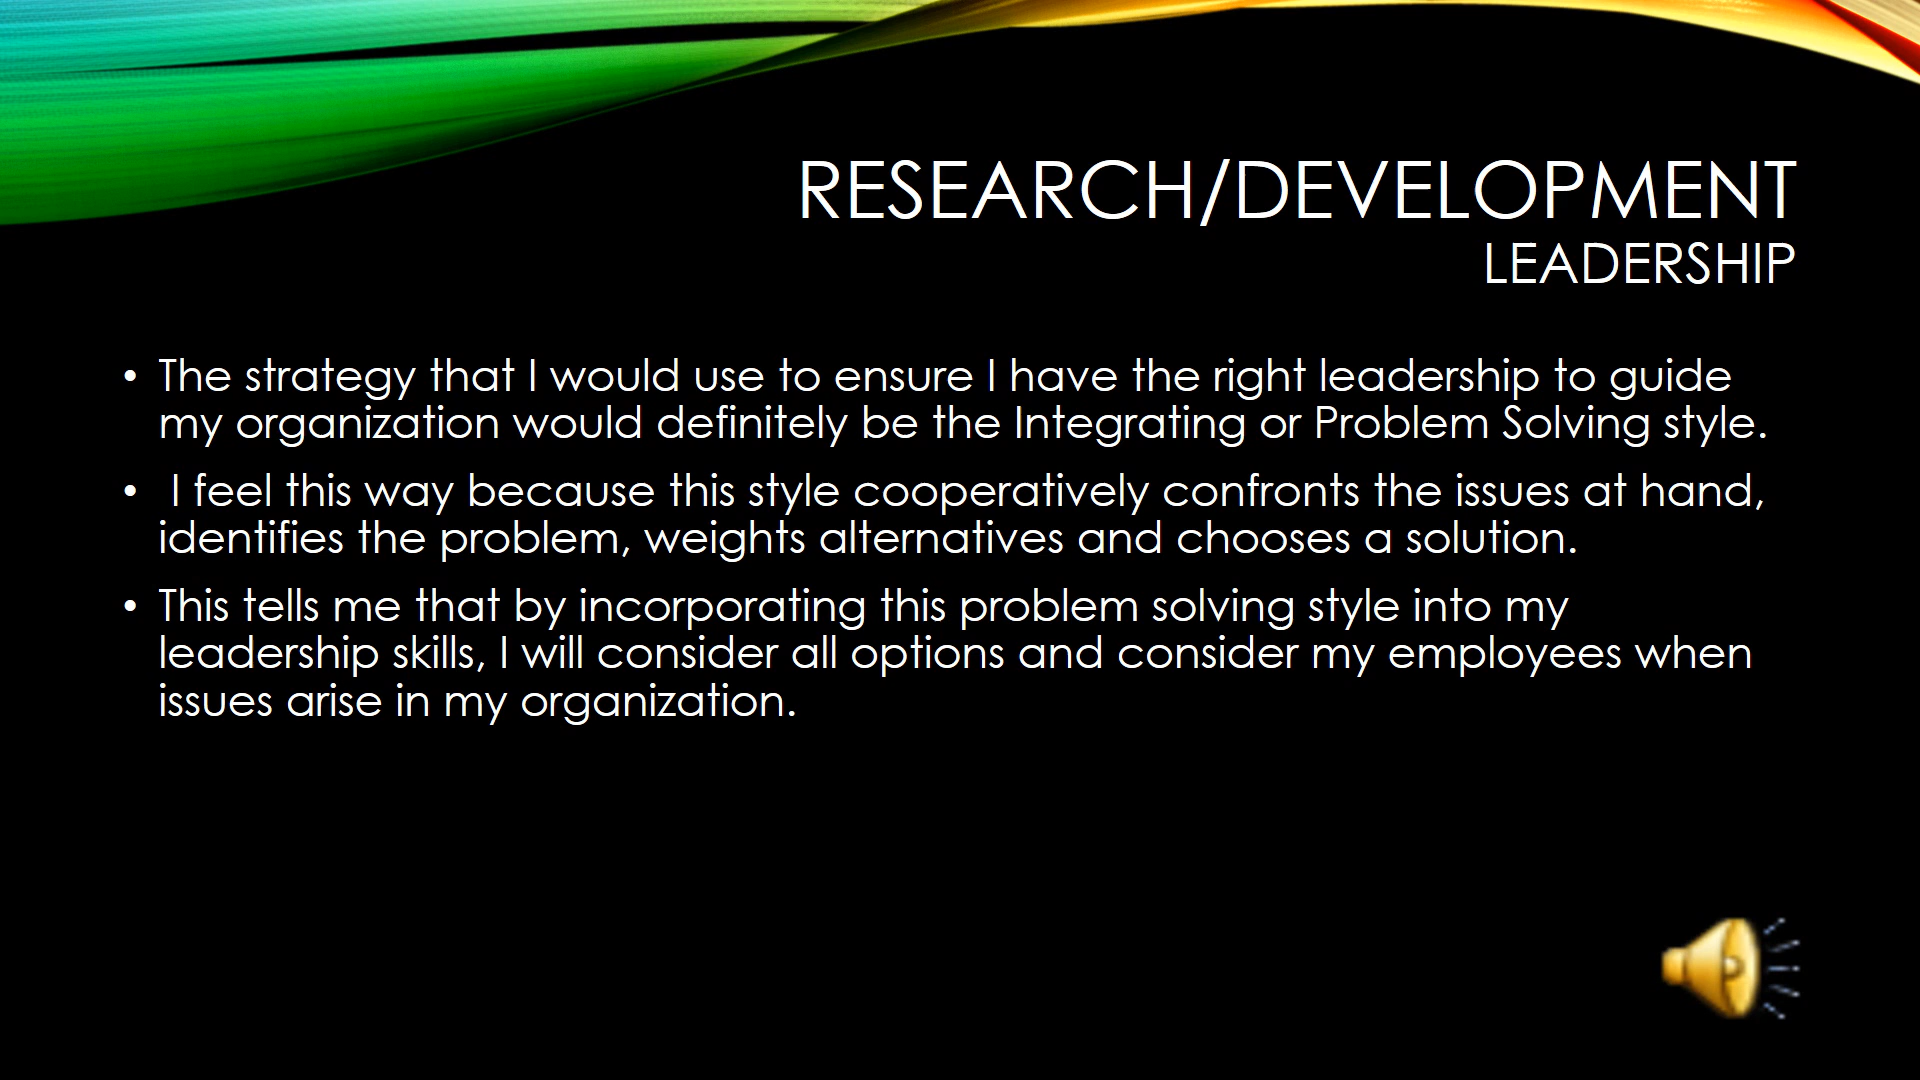 RESEARCH/DEVELOPMENT
LEADERSHIP
• The strategy that I would use to ensure I have the right leadership to guide
my organization would definitely be the Integrating or Problem Solving style.
• I feel this way because this style cooperatively confronts the issues at hand,
identifies the problem, weights alternatives and chooses a solution.
• This tells me that by incorporating this problem solving style into my
leadership skills, I will consider all options and consider my employees when
issues arise in my organization.